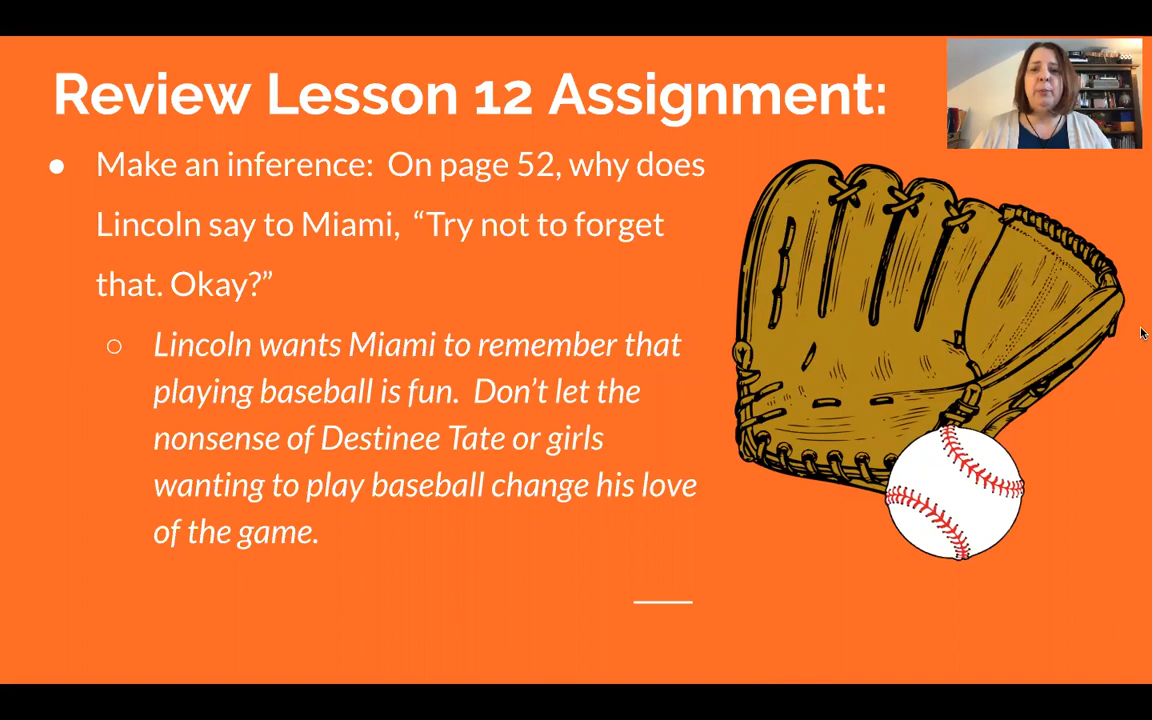 Review Lesson 12 Assignment:
● Make an inference:  On page 52, why does
Lincoln say to Miami,  “Try not to forget
that. Okay?”
○ Lincoln wants Miami to remember that
playing baseball is fun.  Don’t let the
nonsense of Destinee Tate or girls
wanting to play baseball change his love
of the game.